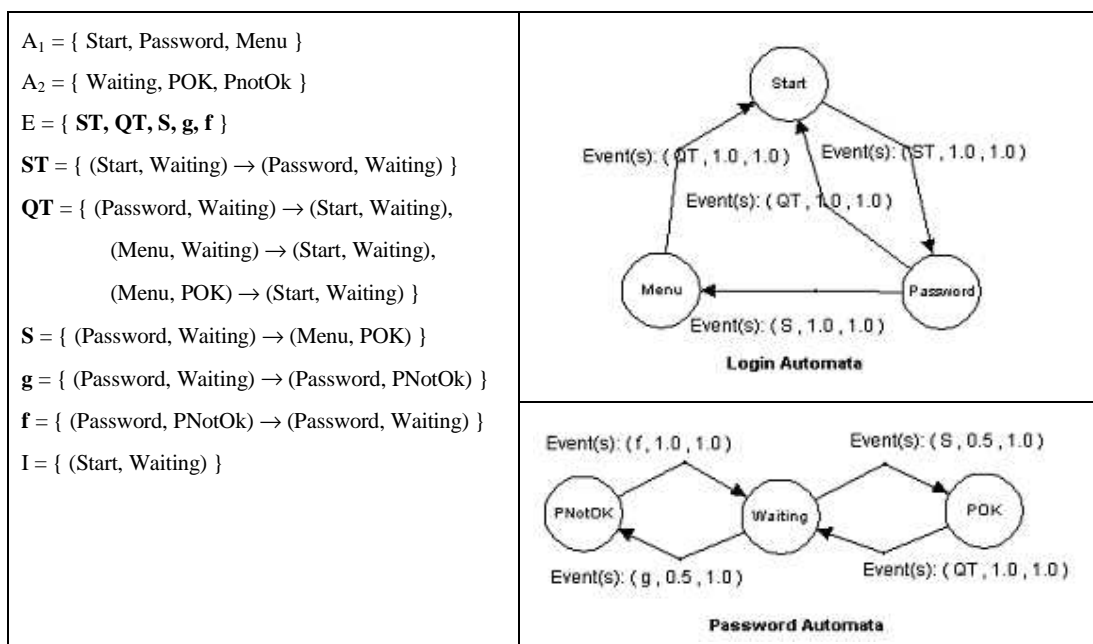 A1 = { Start, Password, Menu }
A2 = { Waiting, POK, PnotOk }
E = { ST, QT, S, g, f }
ST = { (Start, Waiting) → (Password, Waiting) }
QT = { (Password, Waiting) → (Start, Waiting),
(Menu, Waiting) → (Start, Waiting),
(Menu, POK) → (Start, Waiting) }
S = { (Password, Waiting) → (Menu, POK) }
g = { (Password, Waiting) → (Password, PNotOk) }
f = { (Password, PNotOk) → (Password, Waiting) }
I = { (Start, Waiting) }
Start
Event(s): ( QT , 1.0 , 1.0 )
Event(s): ( ST , 1.0 , 1.0 )
Event(s): ( QT , 1.0 , 1.0 )
Menu
Password
Event(s): ( S , 1.0 , 1.0 )
Login Automata
Event(s): ( f , 1.0 , 1.0 )
Event(s): ( S , 0.5 , 1.0 )
PNotOK
Waiting
POK
Event(s): ( g , 0.5 , 1.0 )
Event(s): ( QT , 1.0 , 1.0 )
Password Automata